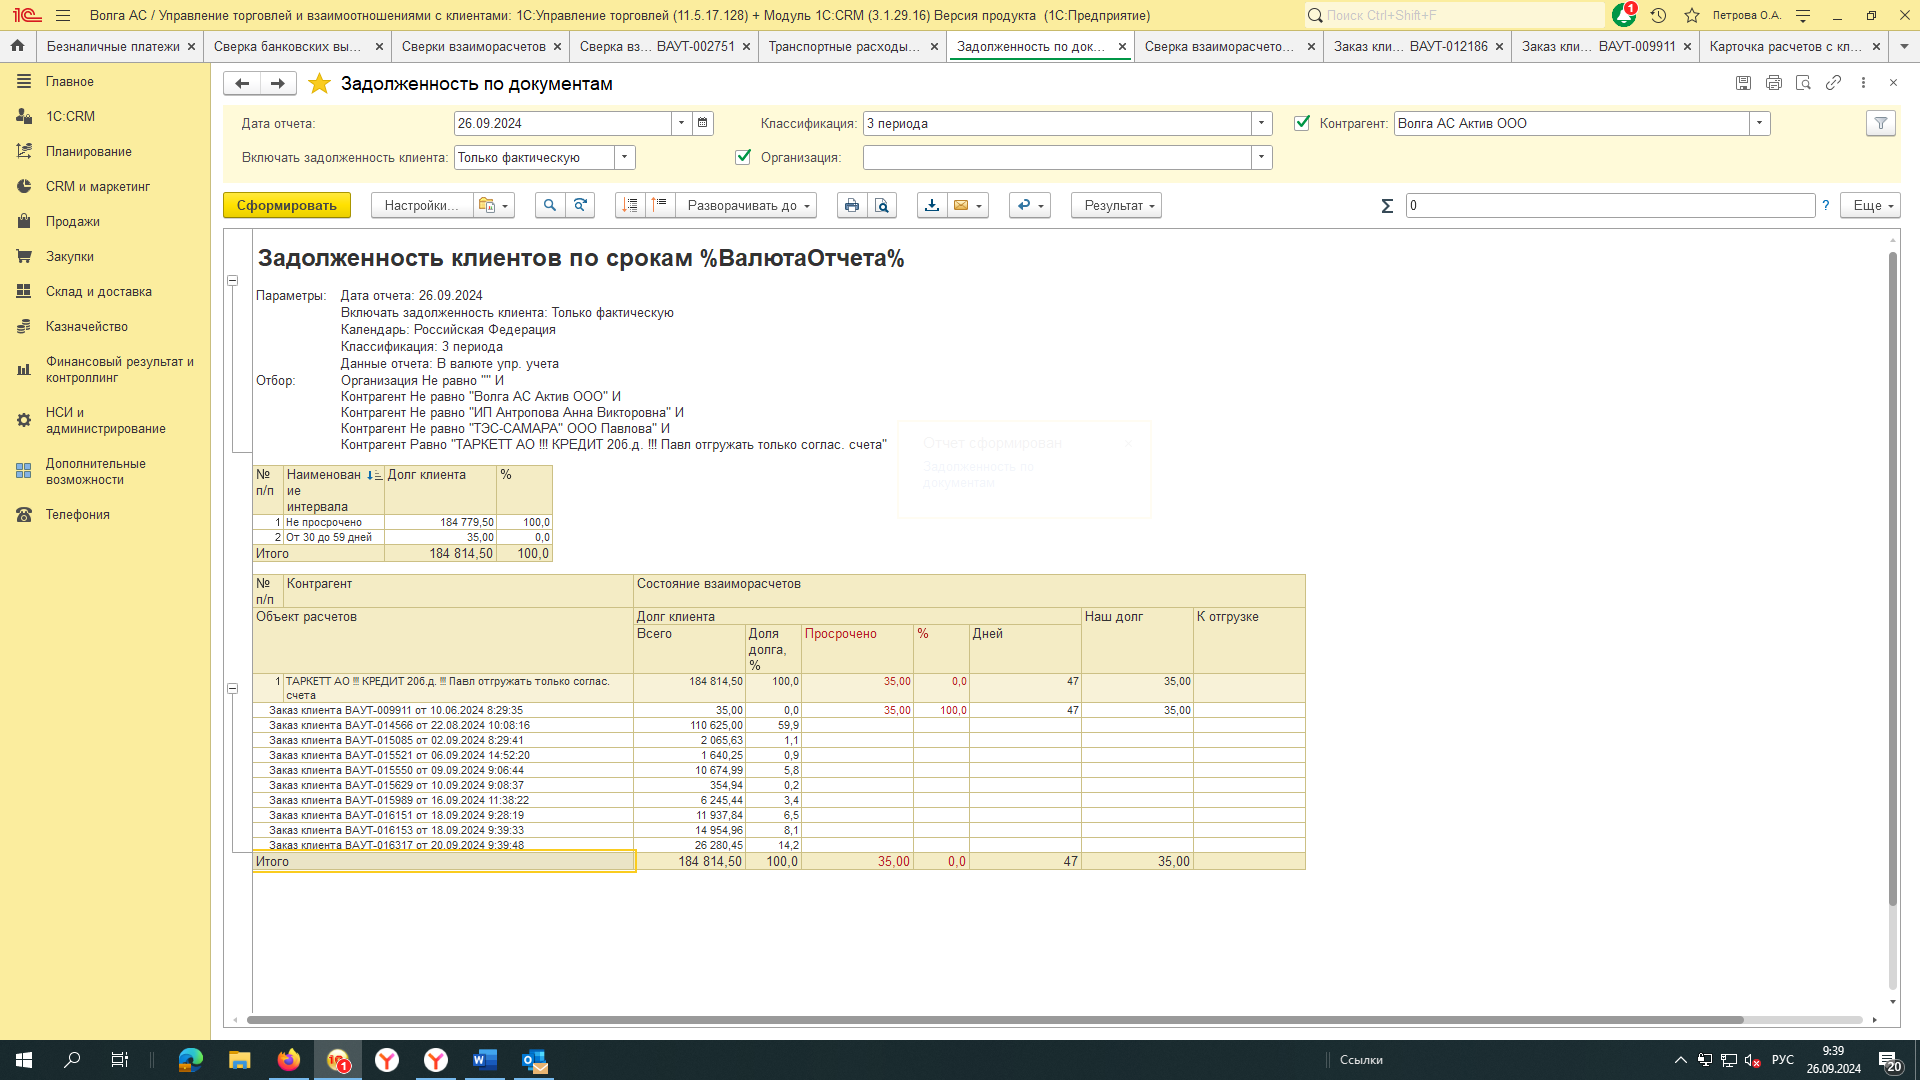 Волга АС / Управление торговлей и взаимоотношениями с клиентами: 1С:Управление торговлей (11.5.17.128) + Модуль 1С:CRM (3.1.29.16) Версия продукта (1С:Предприятие)
Поиск Ctrl+Shift+F
1
Петрова О.А.
Безналичные платежи
Сверка банковских вы...
Сверки взаиморасчетов
Сверка вз... ВАУТ-002751
Транспортные расходы...
Задолженность по док...
Сверка взаиморасчето...
Заказ кли... ВАУТ-012186
Заказ кли... ВАУТ-009911
Карточка расчетов с кл...
Главное
1С:CRM
Планирование
CRM и маркетинг
Продажи
Закупки
Склад и доставка
Казначейство
Финансовый результат и
контроллинг
НСИ и
администрирование
Дополнительные
возможности
Телефония
Задолженность по документам
Дата отчета: 26.09.2024 Классификация: 3 периода Контрагент: Волга АС Актив ООО
Включать задолженность клиента: Только фактическую Организация:
Сформировать Настройки... Разворачивать до Результат Σ 0 ? Еще
Задолженность клиентов по срокам %ВалютаОтчета%
Параметры: Дата отчета: 26.09.2024
Включать задолженность клиента: Только фактическую
Календарь: Российская Федерация
Классификация: 3 периода
Данные отчета: В валюте упр. учета
Отбор: Организация Не равно "" И
Контрагент Не равно "Волга АС Актив ООО" И
Контрагент Не равно "ИП Антропова Анна Викторовна" И
Контрагент Не равно "ТЭС-САМАРА" ООО Павлова" И
Контрагент Равно "ТАРКЕТТ АО !!! КРЕДИТ 20б.д. !!! Павл отгружать только соглас. счета"
Отчет сформирован
Задолженность по
документам
№ п/п Наименование интервала Долг клиента %
1 Не просрочено 184 779,50 100,0
2 От 30 до 59 дней 35,00 0,0
Итого 184 814,50 100,0
№ п/п Контрагент Состояние взаиморасчетов
Объект расчетов Долг клиента Наш долг К отгрузке
Всего Доля долга, % Просрочено % Дней
1 ТАРКЕТТ АО !!! КРЕДИТ 20б.д. !!! Павл отгружать только соглас. счета 184 814,50 100,0 35,00 0,0 47 35,00
Заказ клиента ВАУТ-009911 от 10.06.2024 8:29:35 35,00 0,0 35,00 100,0 47 35,00
Заказ клиента ВАУТ-014566 от 22.08.2024 10:08:16 110 625,00 59,9
Заказ клиента ВАУТ-015085 от 02.09.2024 8:29:41 2 065,63 1,1
Заказ клиента ВАУТ-015521 от 06.09.2024 14:52:20 1 640,25 0,9
Заказ клиента ВАУТ-015550 от 09.09.2024 9:06:44 10 674,99 5,8
Заказ клиента ВАУТ-015629 от 10.09.2024 9:08:37 354,94 0,2
Заказ клиента ВАУТ-015989 от 16.09.2024 11:38:22 6 245,44 3,4
Заказ клиента ВАУТ-016151 от 18.09.2024 9:28:19 11 937,84 6,5
Заказ клиента ВАУТ-016153 от 18.09.2024 9:39:33 14 954,96 8,1
Заказ клиента ВАУТ-016317 от 20.09.2024 9:39:48 26 280,45 14,2
Итого 184 814,50 100,0 35,00 0,0 47 35,00
1
Ссылки
РУС
9:39
26.09.2024
20